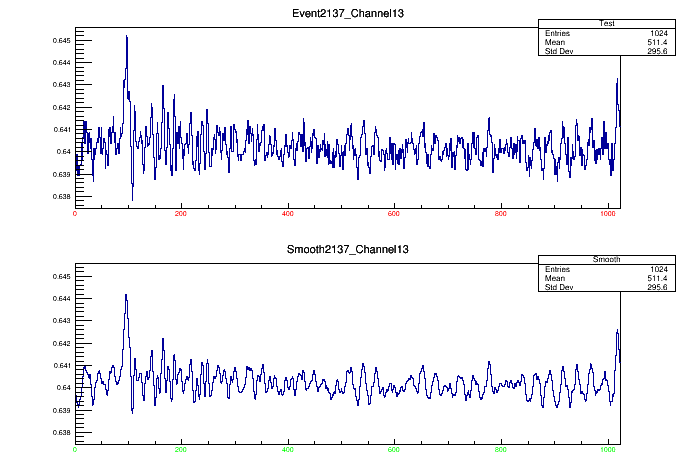 Event2137_Channel13
Test
Entries 1024
Mean 511.4
Std Dev 295.6
0.645
0.644
0.643
0.642
0.641
0.64
0.639
0.638
0 200 400 600 800 1000
Smooth2137_Channel13
Smooth
Entries 1024
Mean 511.4
Std Dev 295.6
0.645
0.644
0.643
0.642
0.641
0.64
0.639
0.638
0 200 400 600 800 1000